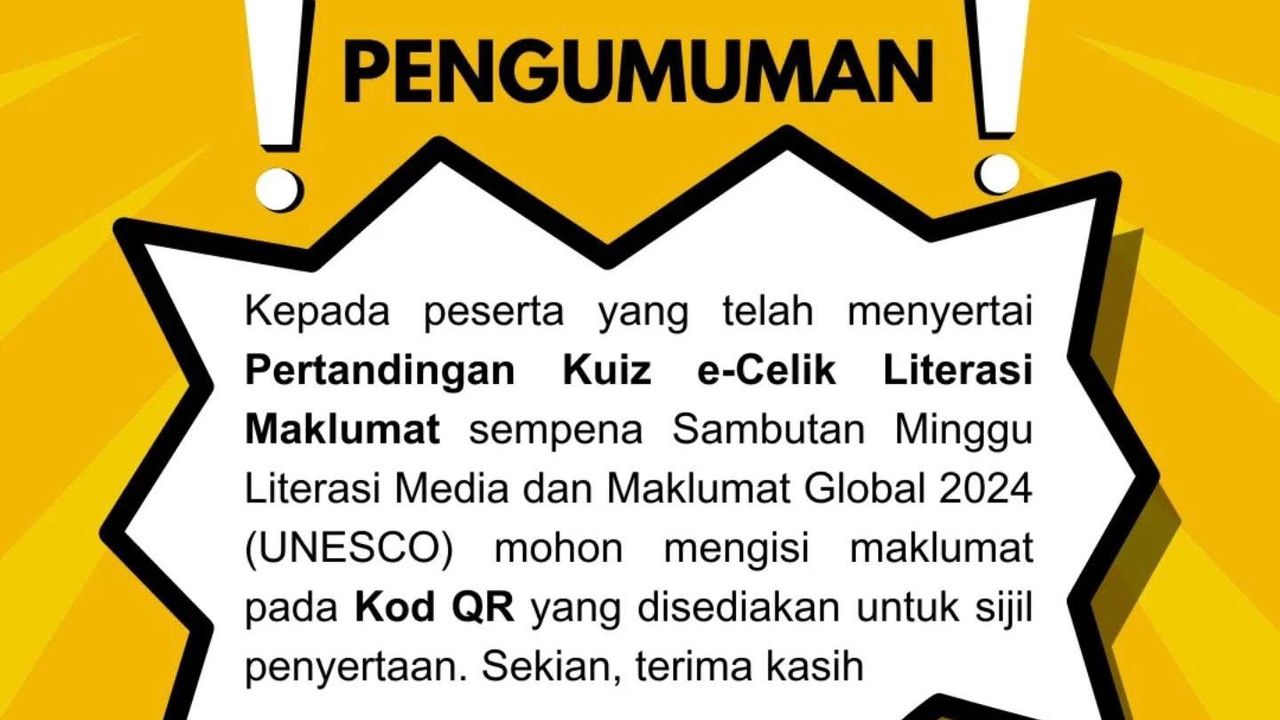 PENGUMUMAN
Kepada peserta yang telah menyertai
Pertandingan Kuiz e-Celik Literasi
Maklumat sempena Sambutan Minggu
Literasi Media dan Maklumat Global 2024
(UNESCO) mohon mengisi maklumat
pada Kod QR yang disediakan untuk sijil
penyertaan. Sekian, terima kasih